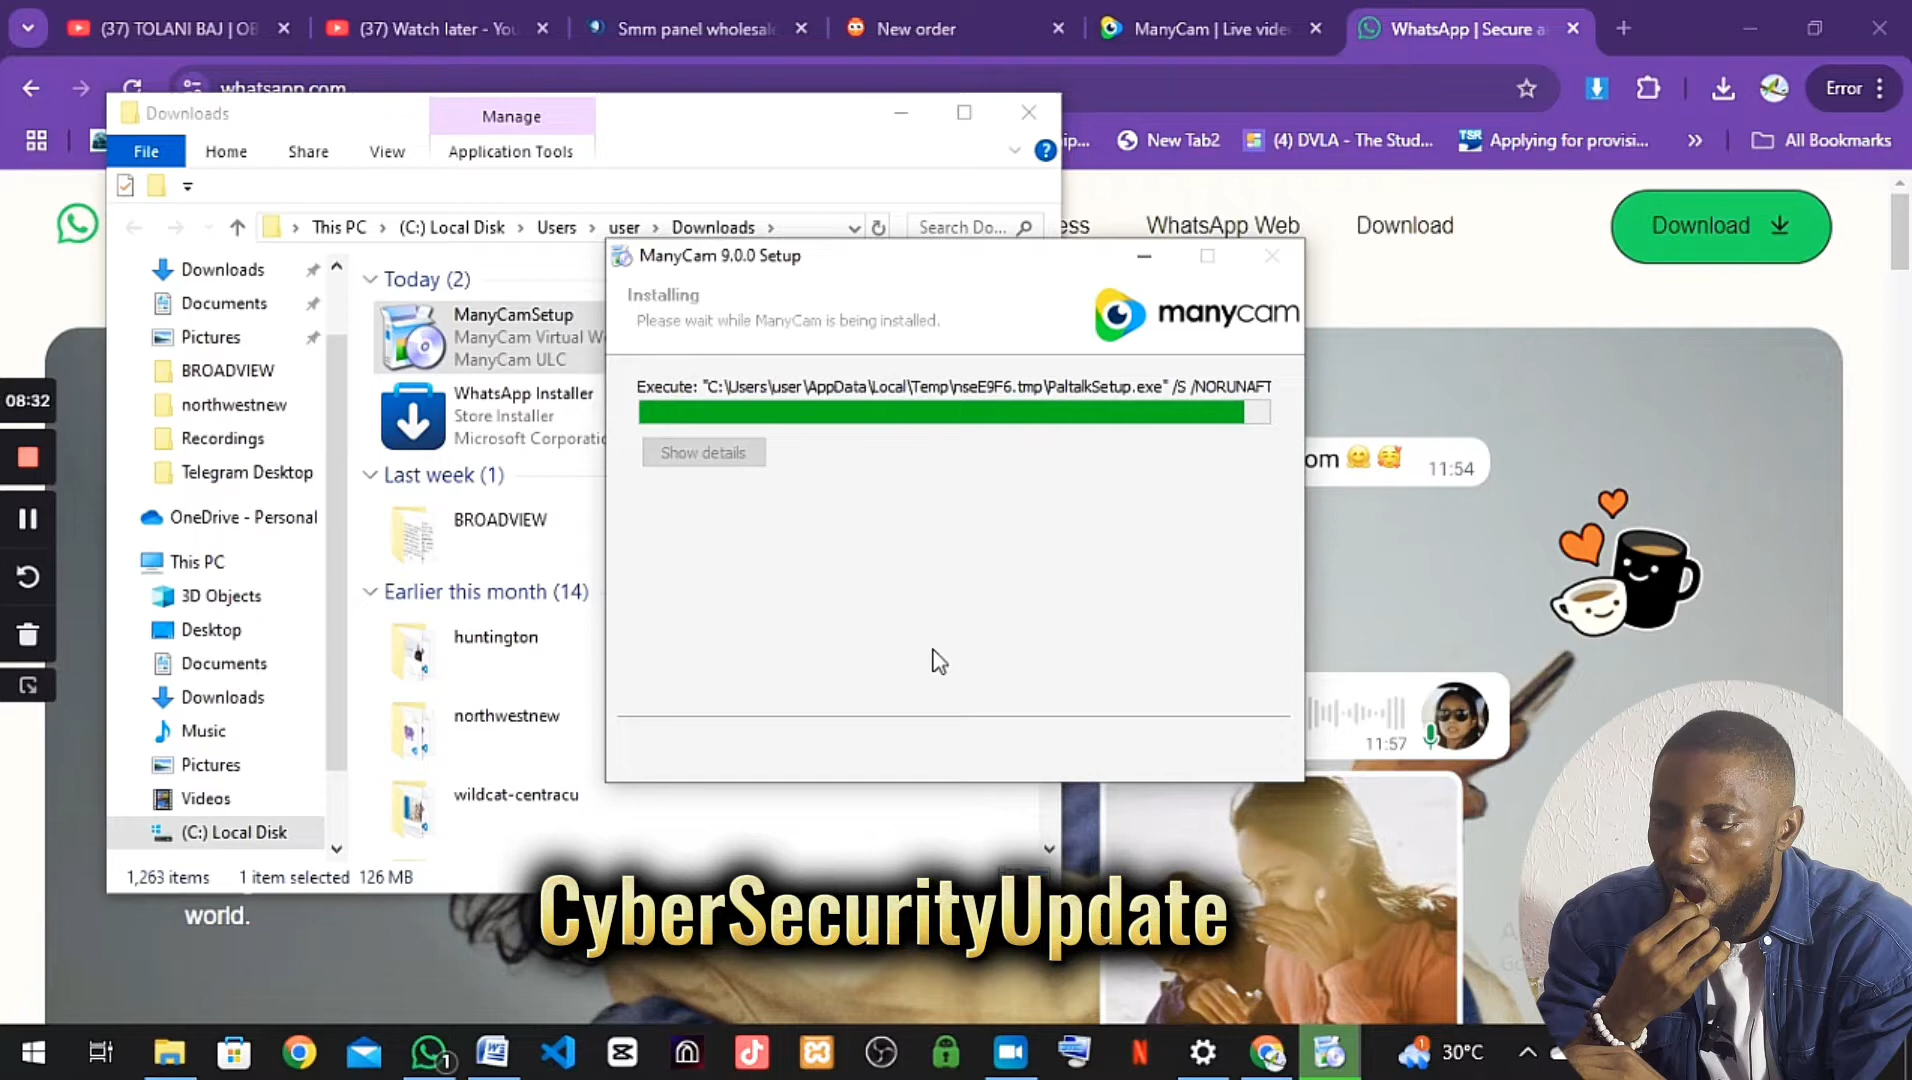 (37) TOLANI BAJ | OB
(37) Watch later - You
Smm panel wholesale
New order
ManyCam | Live vide
WhatsApp | Secure a
whatsapp.com
Error
New Tab2
(4) DVLA - The Stud...
TSR
Applying for provisi...
»
All Bookmarks
Downloads
Manage
File
Home
Share
View
Application Tools
This PC
(C:) Local Disk
Users
user
Downloads
Search Do...
ess
WhatsApp Web
Download
Download
Downloads
Documents
Pictures
BROADVIEW
northwestnew
Recordings
Telegram Desktop
OneDrive - Personal
This PC
3D Objects
Desktop
Documents
Downloads
Music
Pictures
Videos
(C:) Local Disk
Today (2)
ManyCamSetup
ManyCam Virtual W
ManyCam ULC
WhatsApp Installer
Store Installer
Microsoft Corporatio
Last week (1)
BROADVIEW
Earlier this month (14)
huntington
northwestnew
wildcat-centracu
1,263 items
1 item selected
126 MB
ManyCam 9.0.0 Setup
Installing
Please wait while ManyCam is being installed.
manycam
Execute: "C:\Users\user\AppData\Local\Temp\nseE9F6.tmp\PaltalkSetup.exe" /S /NORUNAFT
Show details
08:32
om 🤗 🥰
11:54
11:57
world.
CyberSecurityUpdate
1
1
30°C